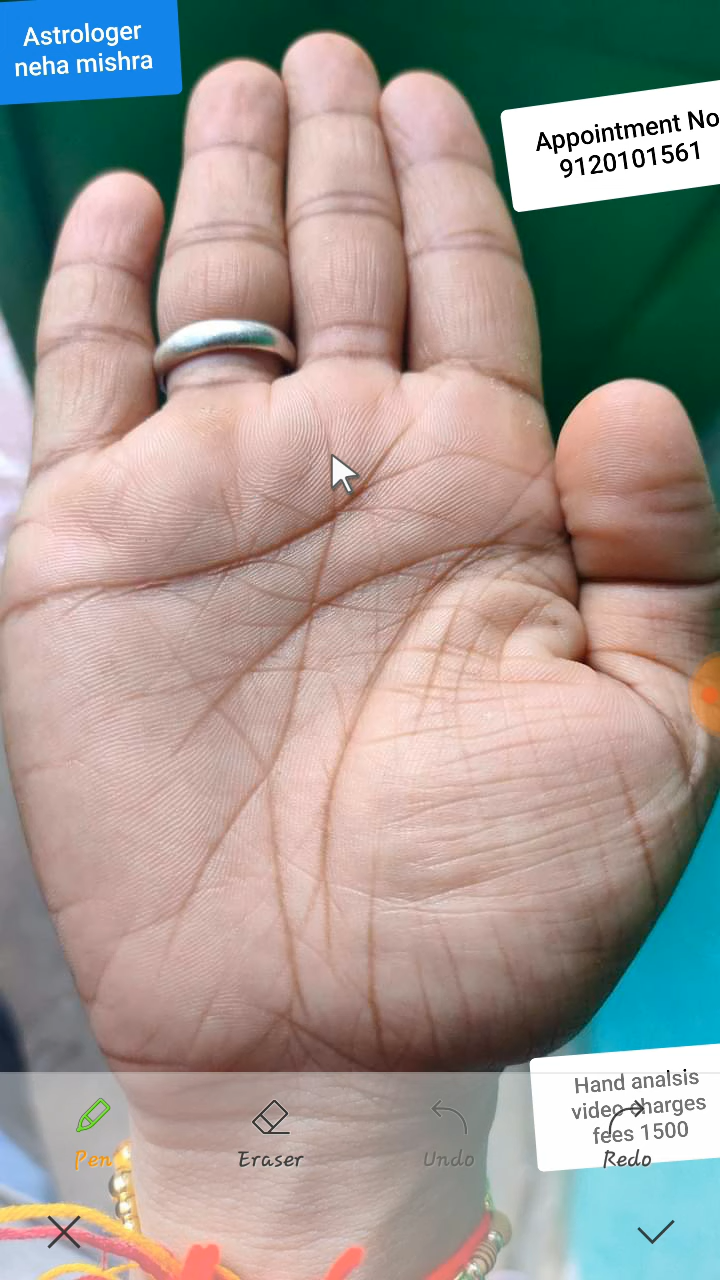 Astrologer
neha mishra
Appointment No
9120101561
Hand analsis
video charges
fees 1500
Pen
Eraser
Undo
Redo